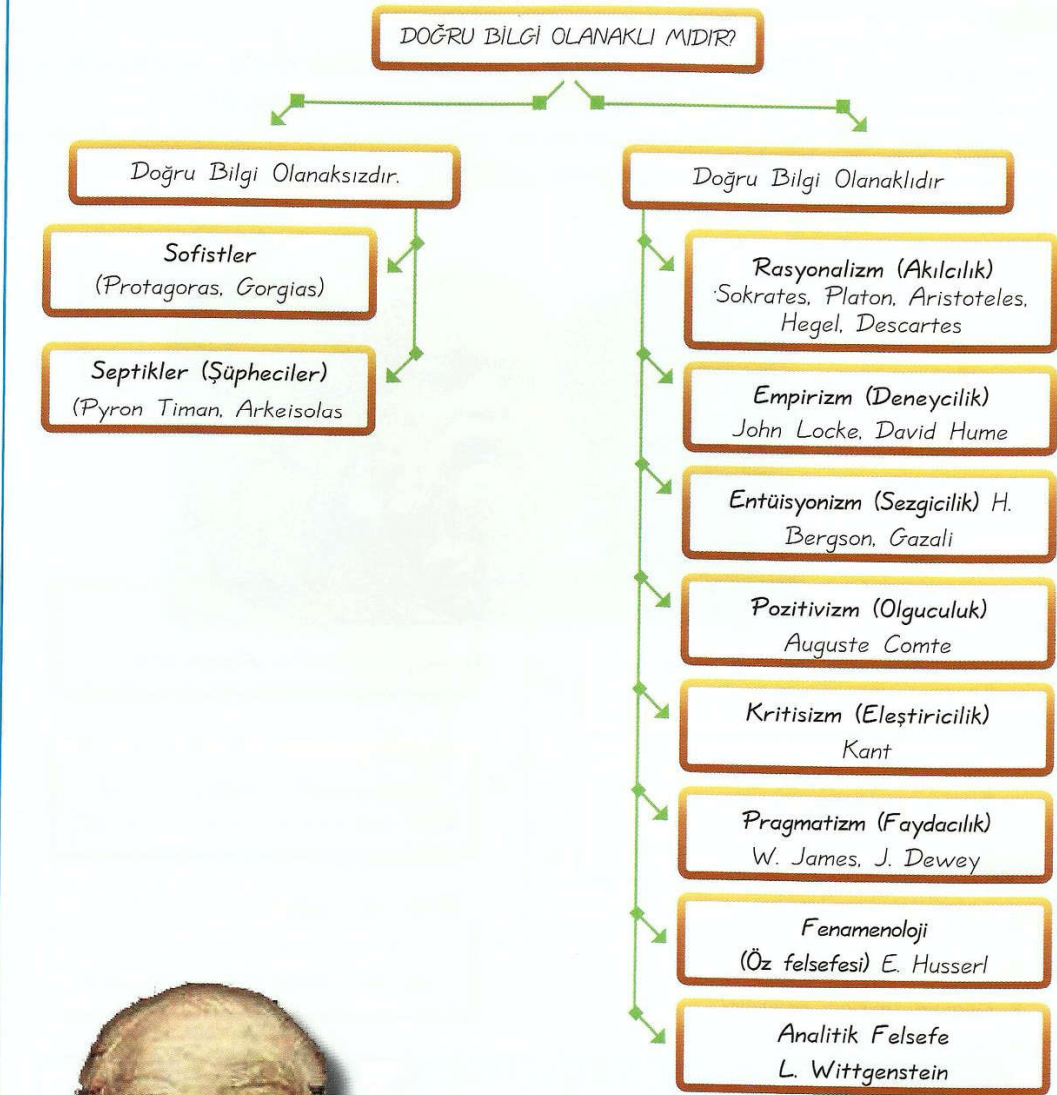 DOĞRU BİLGİ OLANAKLI MIDIR?
Doğru Bilgi Olanaksızdır.
Sofistler
(Protagoras, Gorgias)
Septikler (Şüpheciler)
(Pyron Timan, Arkeisolas
Doğru Bilgi Olanaklıdır
Rasyonalizm (Akılcılık)
Sokrates, Platon, Aristoteles,
Hegel, Descartes
Empirizm (Deneycilik)
John Locke, David Hume
Entüisyonizm (Sezgicilik) H.
Bergson, Gazali
Pozitivizm (Olguculuk)
Auguste Comte
Kritisizm (Eleştiricilik)
Kant
Pragmatizm (Faydacılık)
W. James, J. Dewey
Fenamenoloji
(Öz felsefesi) E. Husserl
Analitik Felsefe
L. Wittgenstein